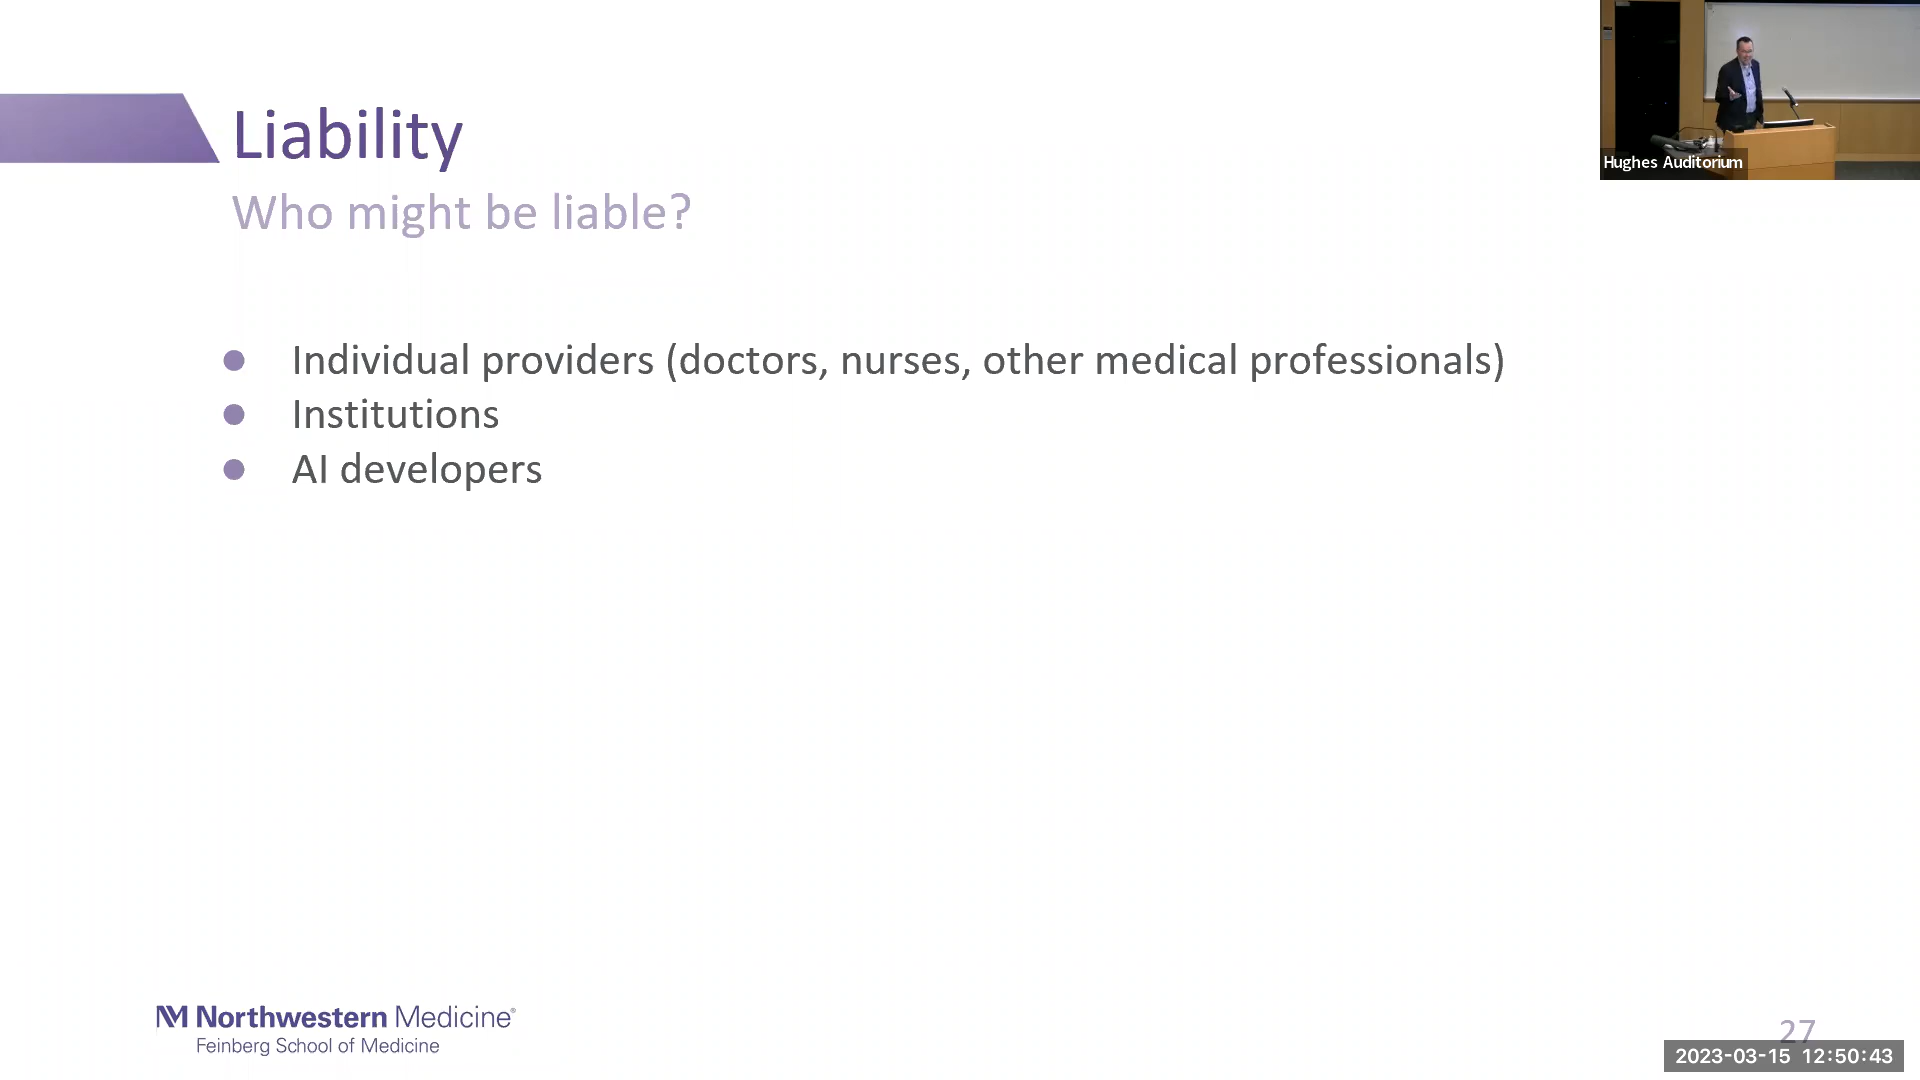 Liability
Who might be liable?
Hughes Auditorium
● Individual providers (doctors, nurses, other medical professionals)
● Institutions
● AI developers
Northwestern Medicine®
Feinberg School of Medicine
27
2023-03-15 12:50:43